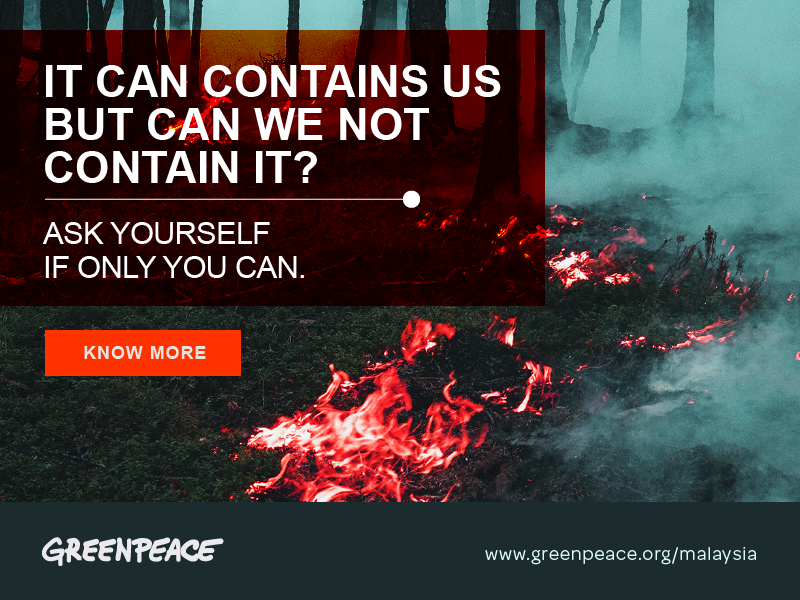 IT CAN CONTAINS US
BUT CAN WE NOT
CONTAIN IT?
ASK YOURSELF
IF ONLY YOU CAN.
KNOW MORE
GREENPEACE
www.greenpeace.org/malaysia